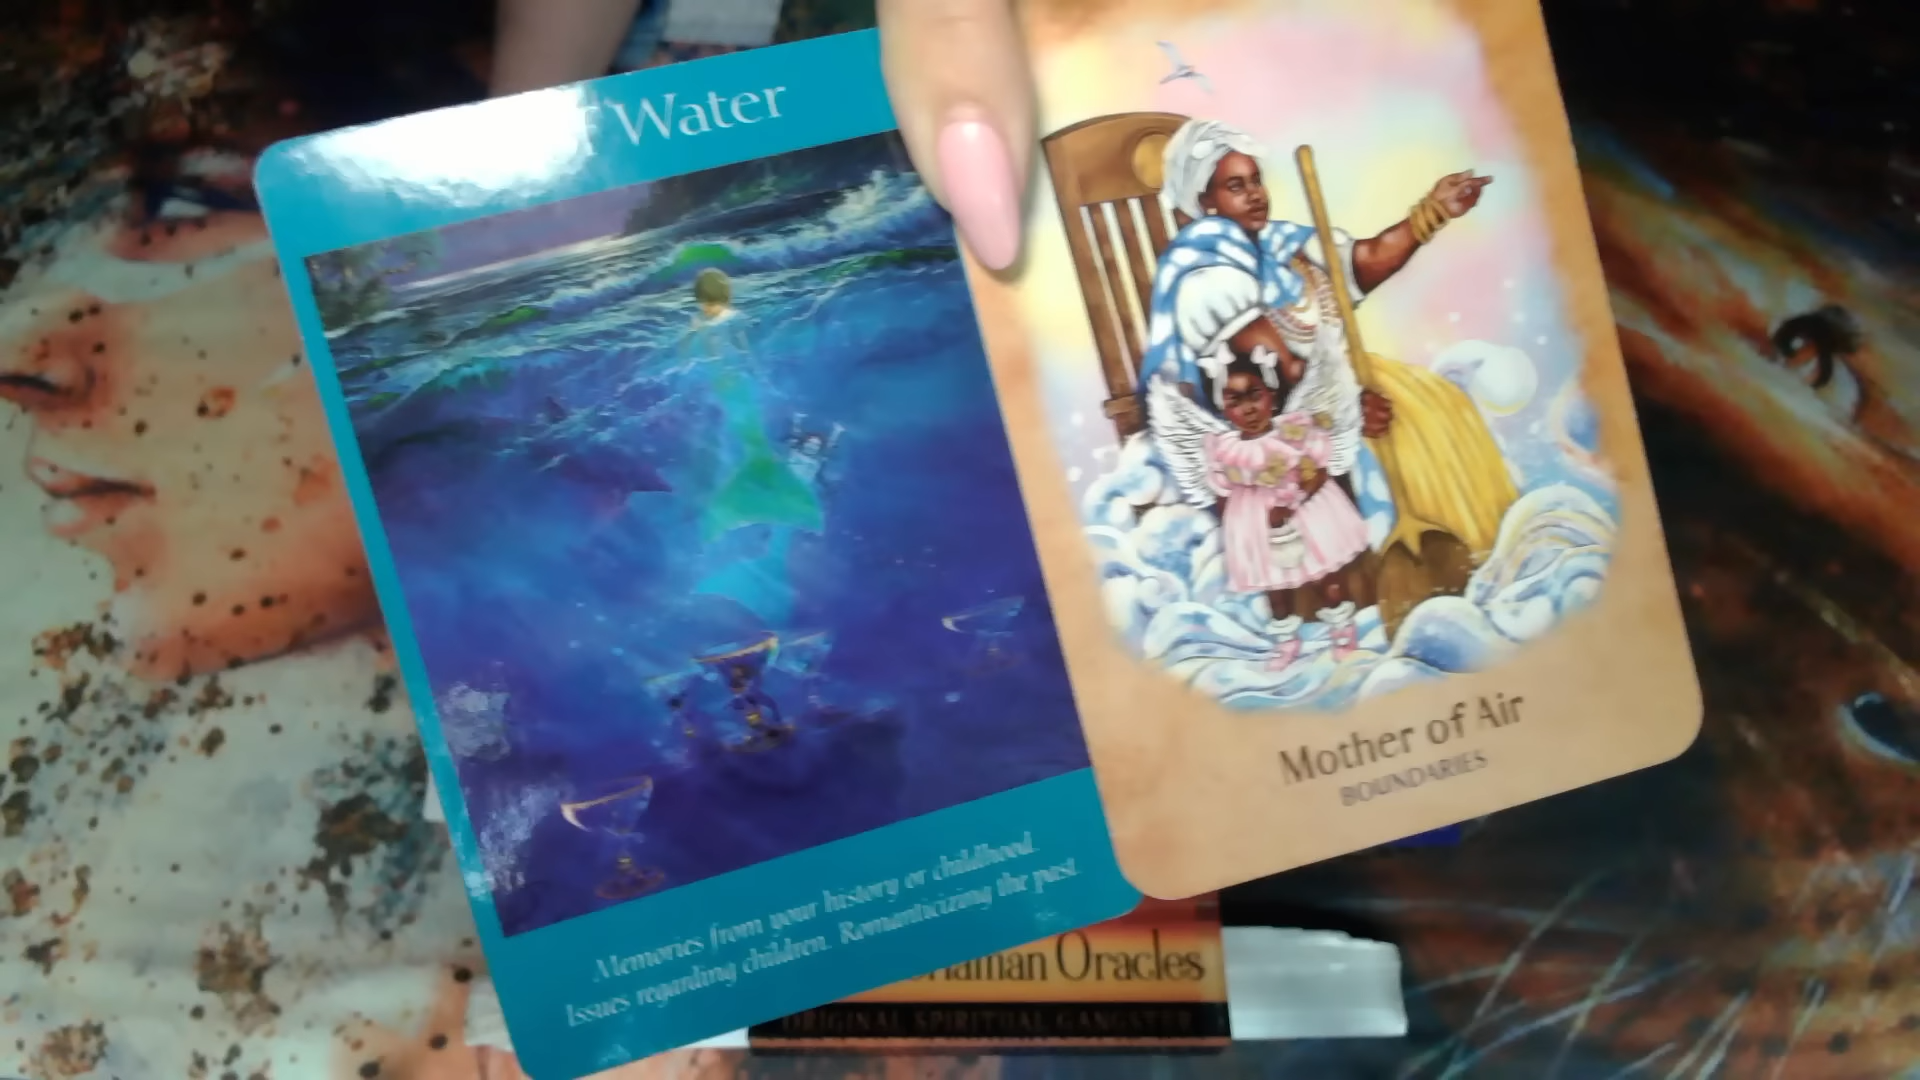 Water
Memories from your history or childhood.
Issues regarding children. Romanticizing the past.
Mother of Air
BOUNDARIES
Oracles
ORIGINAL SPIRITUAL GANGSTER